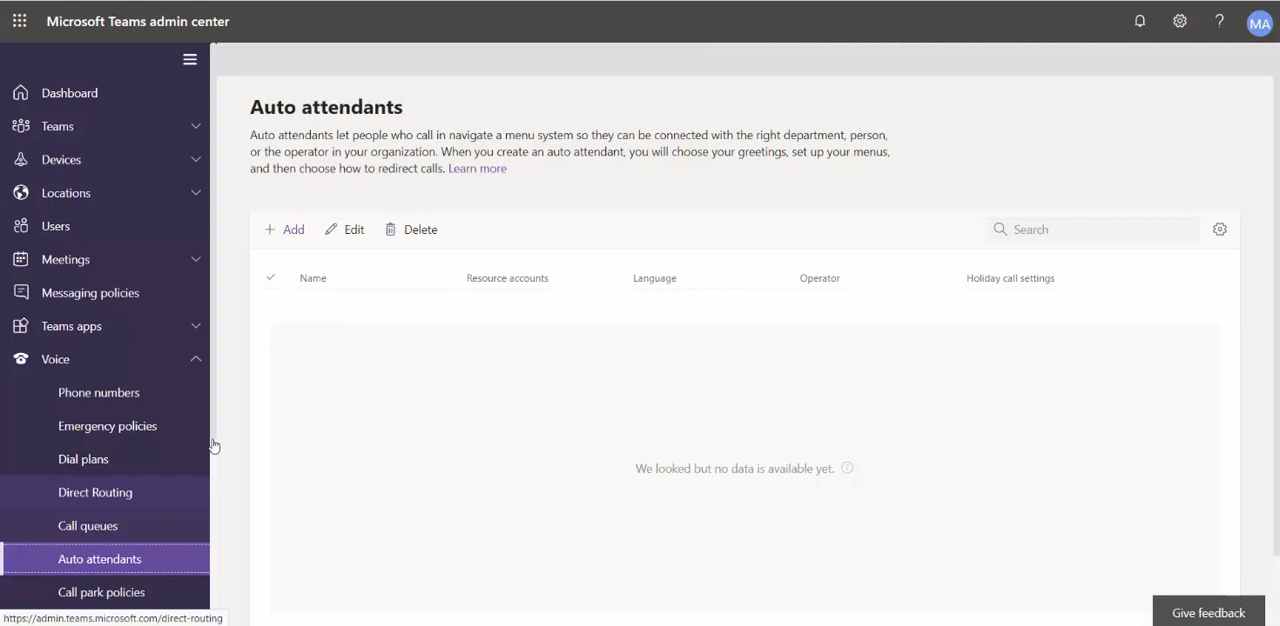 Microsoft Teams admin center
MA
Dashboard
Teams
Devices
Locations
Users
Meetings
Messaging policies
Teams apps
Voice
Phone numbers
Emergency policies
Dial plans
Direct Routing
Call queues
Auto attendants
Call park policies
https://admin.teams.microsoft.com/direct-routing
Auto attendants
Auto attendants let people who call in navigate a menu system so they can be connected with the right department, person,
or the operator in your organization. When you create an auto attendant, you will choose your greetings, set up your menus,
and then choose how to redirect calls. Learn more
+ Add Edit Delete
Search
Name Resource accounts Language Operator Holiday call settings
We looked but no data is available yet.
Give feedback